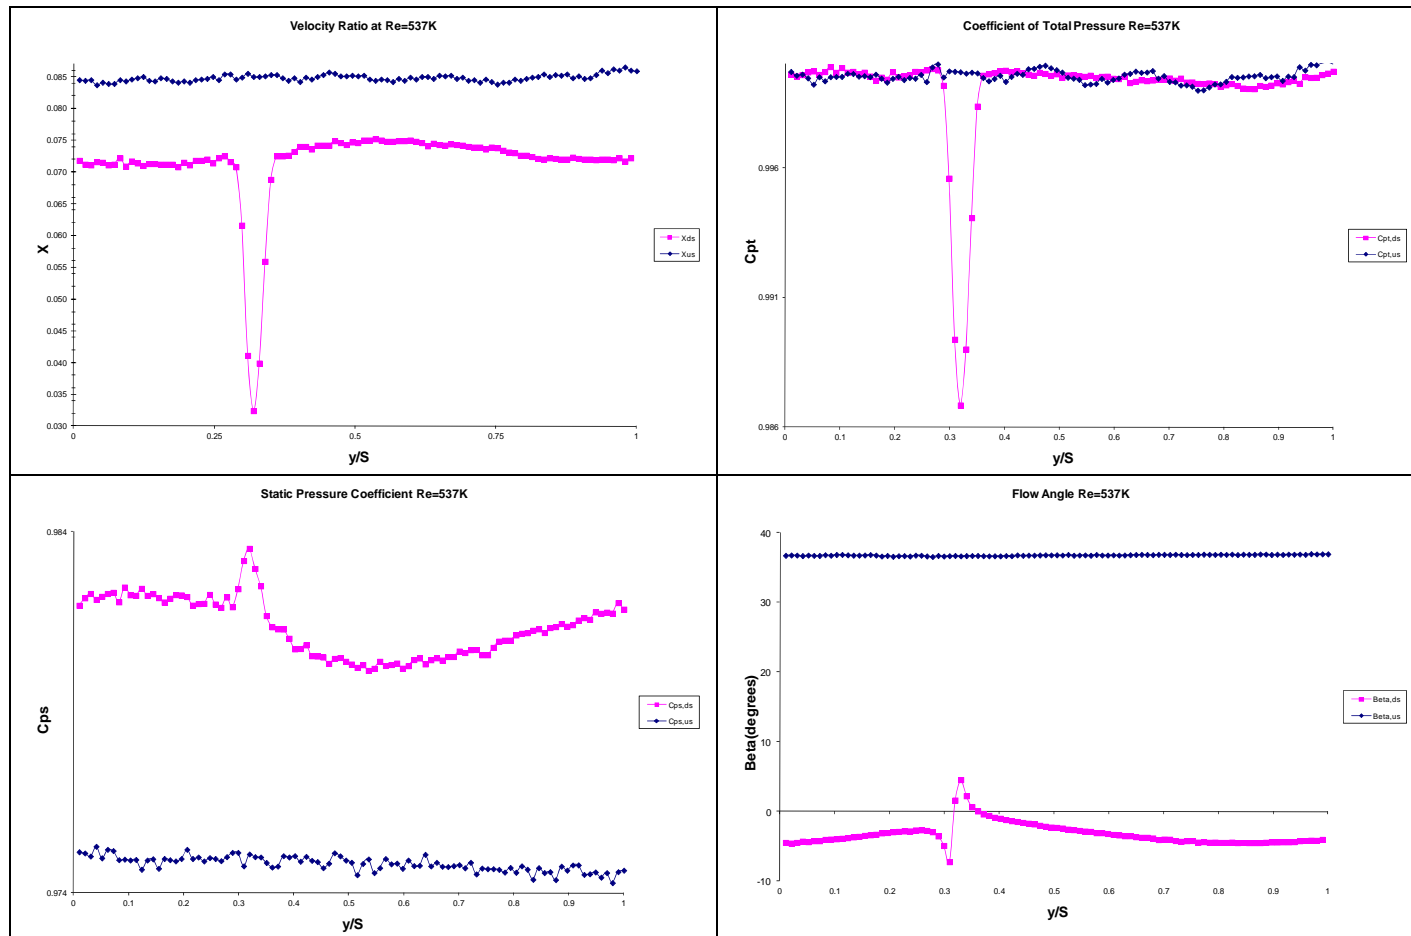 Velocity Ratio at Re=537K
0.085
0.080
0.075
0.070
0.065
0.060
0.055
0.050
0.045
0.040
0.035
0.030
X
0 0.25 0.5 0.75 1
y/S
Xds
Xus
Coefficient of Total Pressure Re=537K
0.996
0.991
0.986
Cpt
0 0.1 0.2 0.3 0.4 0.5 0.6 0.7 0.8 0.9 1
y/S
Cpt,ds
Cpt,us
Static Pressure Coefficient Re=537K
0.984
0.974
Cps
0 0.1 0.2 0.3 0.4 0.5 0.6 0.7 0.8 0.9 1
y/S
Cps,ds
Cps,us
Flow Angle Re=537K
40
30
20
10
0
-10
Beta(degrees)
0 0.1 0.2 0.3 0.4 0.5 0.6 0.7 0.8 0.9 1
y/S
Beta,ds
Beta,us